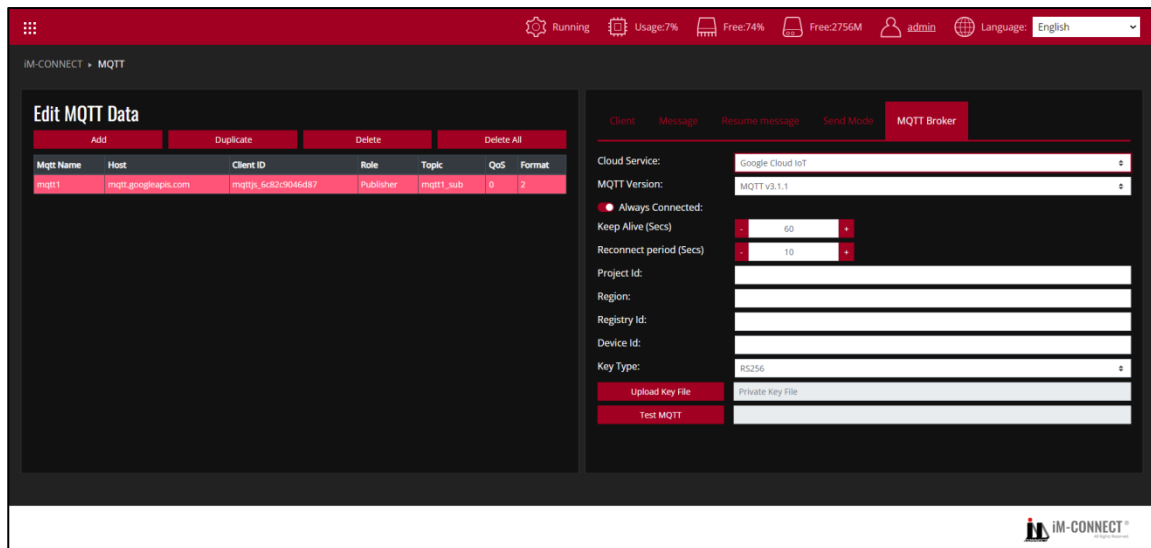 Running Usage:7% Free:74% Free:2756M admin Language: English
iM-CONNECT ▸ MQTT
Edit MQTT Data
Add Duplicate Delete Delete All
Mqtt Name Host Client ID Role Topic QoS Format
mqtt1 mqtt.googleapis.com mqttjs_6c82c9046d87 Publisher mqtt1_sub 0 2
Client Message Resume message Send Mode MQTT Broker
Cloud Service: Google Cloud IoT
MQTT Version: MQTT v3.1.1
Always Connected:
Keep Alive (Secs) - 60 +
Reconnect period (Secs) - 10 +
Project Id:
Region:
Registry Id:
Device Id:
Key Type: RS256
Upload Key File Private Key File
Test MQTT
iM-CONNECT®
All Rights Reserved.